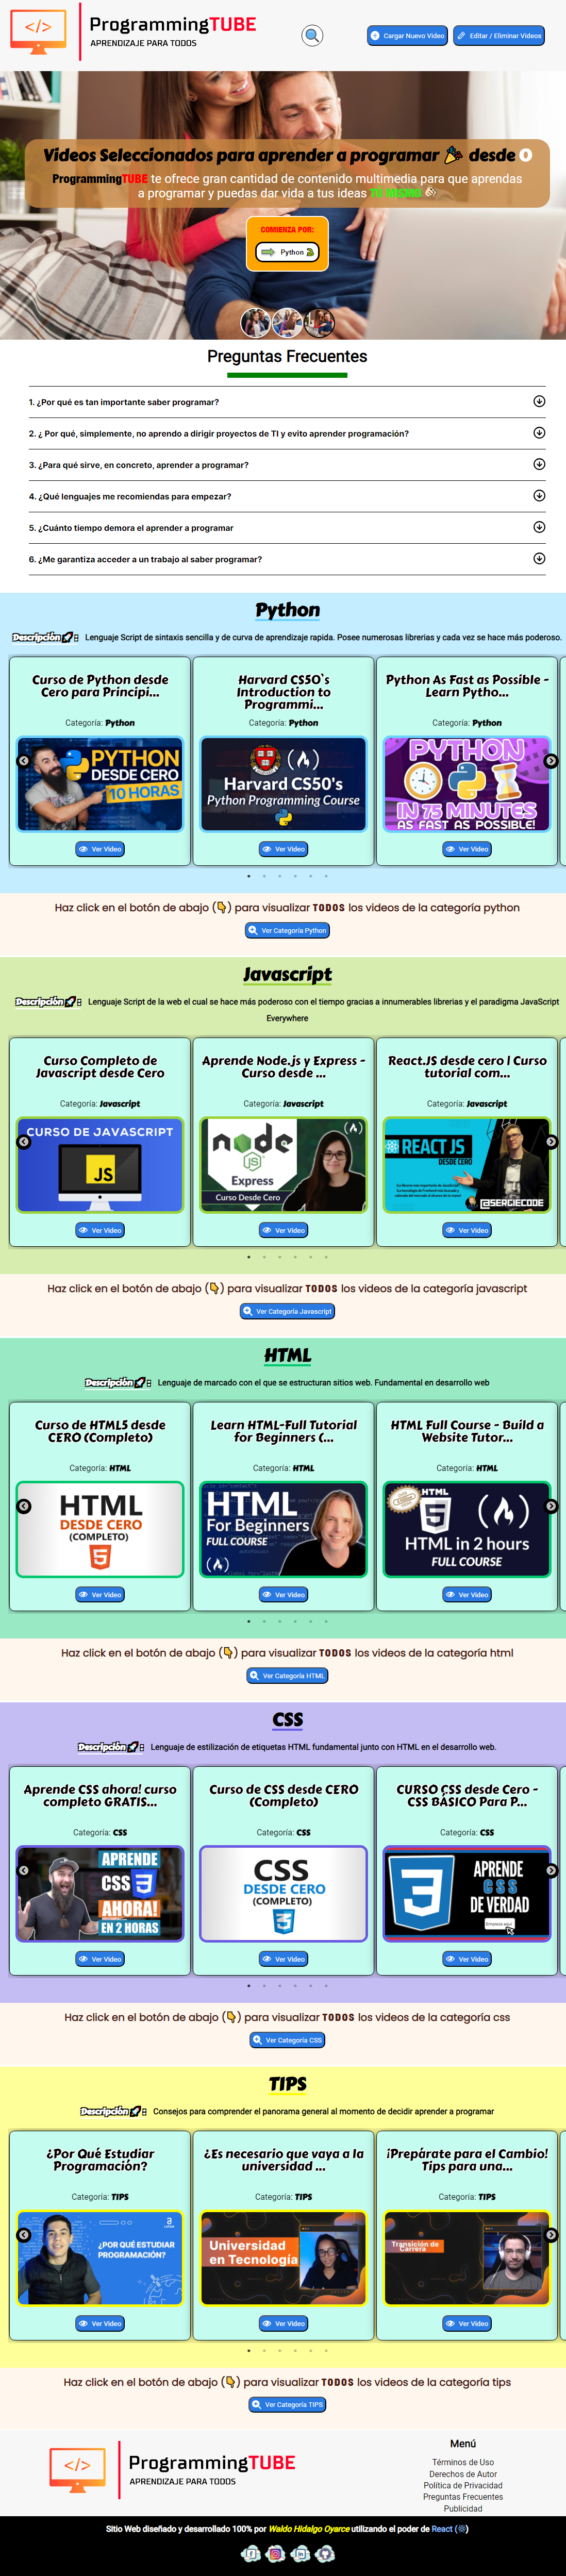 ProgrammingTUBE
APRENDIZAJE PARA TODOS
Cargar Nuevo Video
Editar / Eliminar Videos
Videos Seleccionados para aprender a programar 🎉 desde 0
ProgrammingTUBE te ofrece gran cantidad de contenido multimedia para que aprendas
a programar y puedas dar vida a tus ideas TÚ MISMO
COMIENZA POR:
Python
Preguntas Frecuentes
1. ¿Por qué es tan importante saber programar?
2. ¿ Por qué, simplemente, no aprendo a dirigir proyectos de TI y evito aprender programación?
3. ¿Para qué sirve, en concreto, aprender a programar?
4. ¿Qué lenguajes me recomiendas para empezar?
5. ¿Cuánto tiempo demora el aprender a programar
6. ¿Me garantiza acceder a un trabajo al saber programar?
Python
Descripción🚀: Lenguaje Script de sintaxis sencilla y de curva de aprendizaje rapida. Posee numerosas librerias y cada vez se hace más poderoso.
Curso de Python desde
Cero para Principi...
Categoría: Python
PYTHON
DESDE CERO
10 HORAS
Ver Video
Harvard CS50's
Introduction to
Programmi...
Categoría: Python
Harvard CS50's
Python Programming Course
Ver Video
Python As Fast as Possible -
Learn Pytho...
Categoría: Python
PYTHON
IN 75 MINUTES
AS FAST AS POSSIBLE!
Ver Video
Haz click en el botón de abajo (👇) para visualizar TODOS los videos de la categoría python
Ver Categoría Python
Javascript
Descripción🚀: Lenguaje Script de la web el cual se hace más poderoso con el tiempo gracias a innumerables librerias y el paradigma JavaScript
Everywhere
Curso Completo de
Javascript desde Cero
Categoría: Javascript
CURSO DE JAVASCRIPT
JS
Ver Video
Aprende Node.js y Express -
Curso desde ...
Categoría: Javascript
node
JS
Express
Curso Desde Cero
Ver Video
React.JS desde cero | Curso
tutorial com...
Categoría: Javascript
REACT JS
DESDE CERO
@SERGIECODE
Ver Video
Haz click en el botón de abajo (👇) para visualizar TODOS los videos de la categoría javascript
Ver Categoría Javascript
HTML
Descripción🚀: Lenguaje de marcado con el que se estructuran sitios web. Fundamental en desarrollo web
Curso de HTML5 desde
CERO (Completo)
Categoría: HTML
HTML
DESDE CERO
(COMPLETO)
5
Ver Video
Learn HTML-Full Tutorial
for Beginners (...
Categoría: HTML
HTML
For Beginners
FULL COURSE
Ver Video
HTML Full Course - Build a
Website Tutor...
Categoría: HTML
HTML
5
HTML in 2 hours
FULL COURSE
Ver Video
Haz click en el botón de abajo (👇) para visualizar TODOS los videos de la categoría html
Ver Categoría HTML
CSS
Descripción🚀: Lenguaje de estilización de etiquetas HTML fundamental junto con HTML en el desarrollo web.
Aprende CSS ahora! curso
completo GRATIS...
Categoría: CSS
APRENDE
CSS
3
AHORA!
EN 2 HORAS
Ver Video
Curso de CSS desde CERO
(Completo)
Categoría: CSS
CSS
DESDE CERO
(COMPLETO)
3
Ver Video
CURSO CSS desde Cero -
CSS BÁSICO Para P...
Categoría: CSS
3
APRENDE
CSS
DE VERDAD
Empieza aquí
Ver Video
Haz click en el botón de abajo (👇) para visualizar TODOS los videos de la categoría css
Ver Categoría CSS
TIPS
Descripción🚀: Consejos para comprender el panorama general al momento de decidir aprender a programar
¿Por Qué Estudiar
Programación?
Categoría: TIPS
¿POR QUÉ ESTUDIAR
PROGRAMACIÓN?
Ver Video
¿Es necesario que vaya a la
universidad ...
Categoría: TIPS
Universidad
en Tecnología
Ver Video
¡Prepárate para el Cambio!
Tips para una...
Categoría: TIPS
Transición de
Carrera
Ver Video
Haz click en el botón de abajo (👇) para visualizar TODOS los videos de la categoría tips
Ver Categoría TIPS
ProgrammingTUBE
APRENDIZAJE PARA TODOS
Menú
Términos de Uso
Derechos de Autor
Política de Privacidad
Preguntas Frecuentes
Publicidad
Sitio Web diseñado y desarrollado 100% por Waldo Hidalgo Oyarce utilizando el poder de React (⚛)